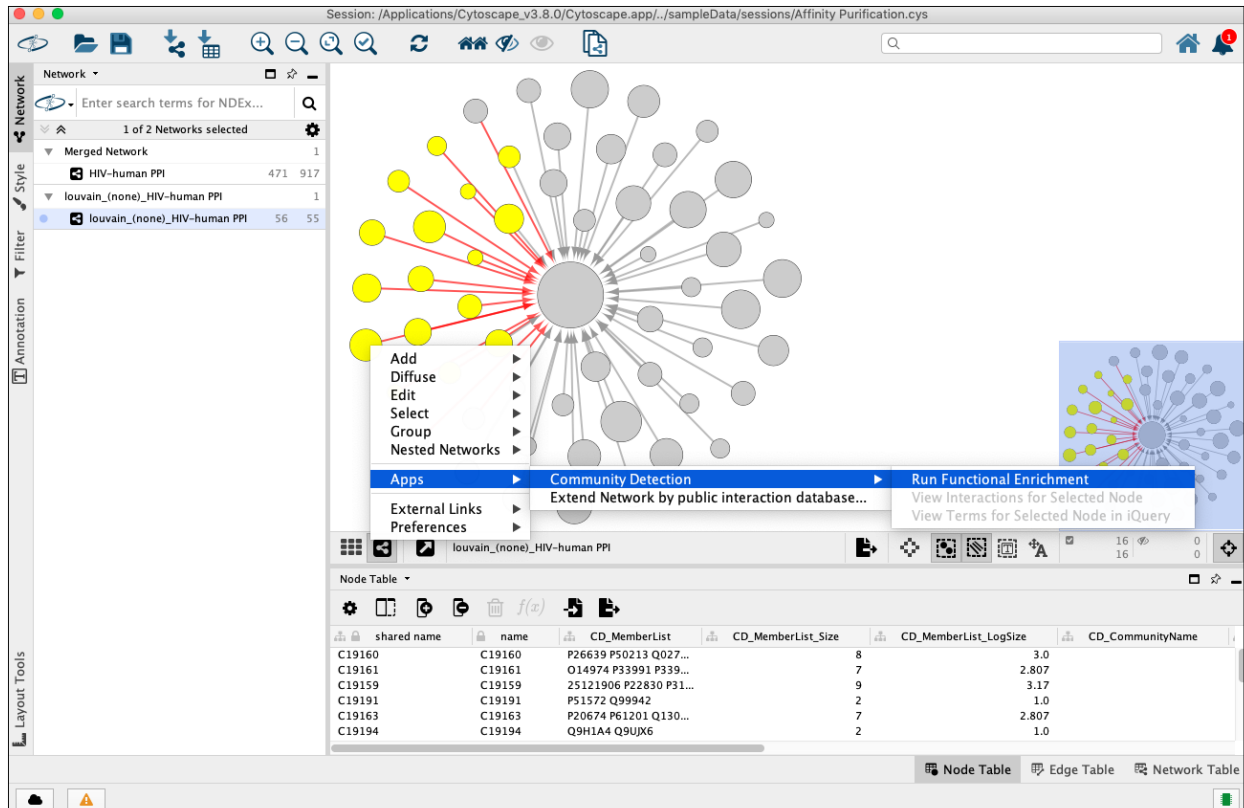 Session: /Applications/Cytoscape_v3.8.0/Cytoscape.app/../sampleData/sessions/Affinity Purification.cys
1
Network
Enter search terms for NDEx...
1 of 2 Networks selected
Merged Network 1
HIV-human PPI 471 917
louvain_(none)_HIV-human PPI 1
louvain_(none)_HIV-human PPI 56 55
Network
Style
Filter
Annotation
Layout Tools
Add
Diffuse
Edit
Select
Group
Nested Networks
Apps
External Links
Preferences
Community Detection
Extend Network by public interaction database...
Run Functional Enrichment
View Interactions for Selected Node
View Terms for Selected Node in iQuery
louvain_(none)_HIV-human PPI
T
A
16 0
16 0
Node Table
f(x)
shared name name CD_MemberList CD_MemberList_Size CD_MemberList_LogSize CD_CommunityName
C19160 C19160 P26639 P50213 Q027... 8 3.0
C19161 C19161 O14974 P33991 P339... 7 2.807
C19159 C19159 25121906 P22830 P31... 9 3.17
C19191 C19191 P51572 Q99942 2 1.0
C19163 C19163 P20674 P61201 Q130... 7 2.807
C19194 C19194 Q9H1A4 Q9UJX6 2 1.0
Node Table Edge Table Network Table